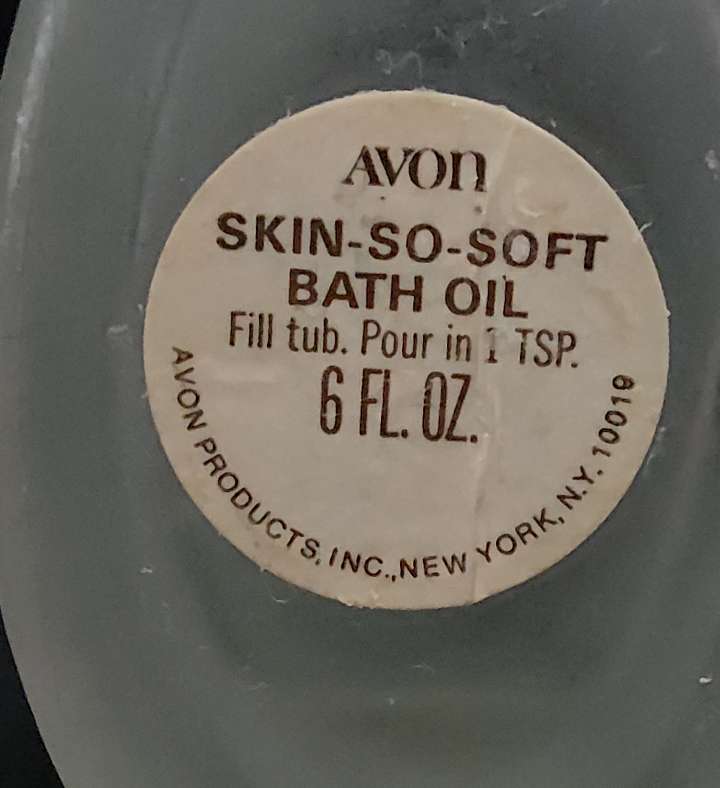 AVON
SKIN-SO-SOFT
BATH OIL
Fill tub. Pour in 1 TSP.
6 FL. OZ.
AVON PRODUCTS, INC., NEW YORK, N.Y. 10019